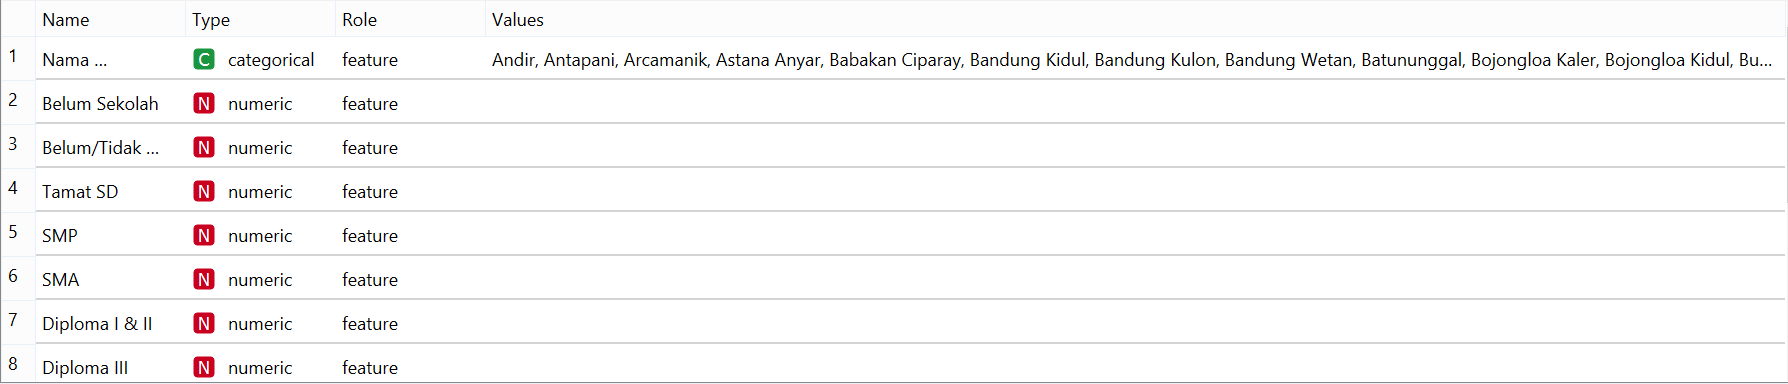 Name Type Role Values
1 Nama ... C categorical feature Andir, Antapani, Arcamanik, Astana Anyar, Babakan Ciparay, Bandung Kidul, Bandung Kulon, Bandung Wetan, Batununggal, Bojongloa Kaler, Bojongloa Kidul, Bu...
2 Belum Sekolah N numeric feature
3 Belum/Tidak ... N numeric feature
4 Tamat SD N numeric feature
5 SMP N numeric feature
6 SMA N numeric feature
7 Diploma I & II N numeric feature
8 Diploma III N numeric feature